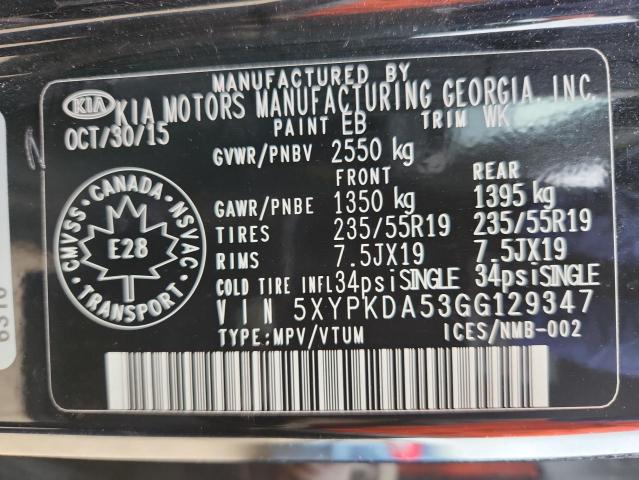 MANUFACTURED BY
KIA KIA MOTORS MANUFACTURING GEORGIA, INC.
OCT/30/15 PAINT EB TRIM WK
GVWR/PNBV 2550 kg
FRONT REAR
GAWR/PNBE 1350 kg 1395 kg
TIRES 235/55R19 235/55R19
RIMS 7.5JX19 7.5JX19
COLD TIRE INFL 34psi SINGLE 34psi SINGLE
VIN 5XYPKDA53GG129347
TYPE:MPV/VTUM ICES/NMB-002
CMVSS · CANADA · NSVAC
E28
TRANSPORT